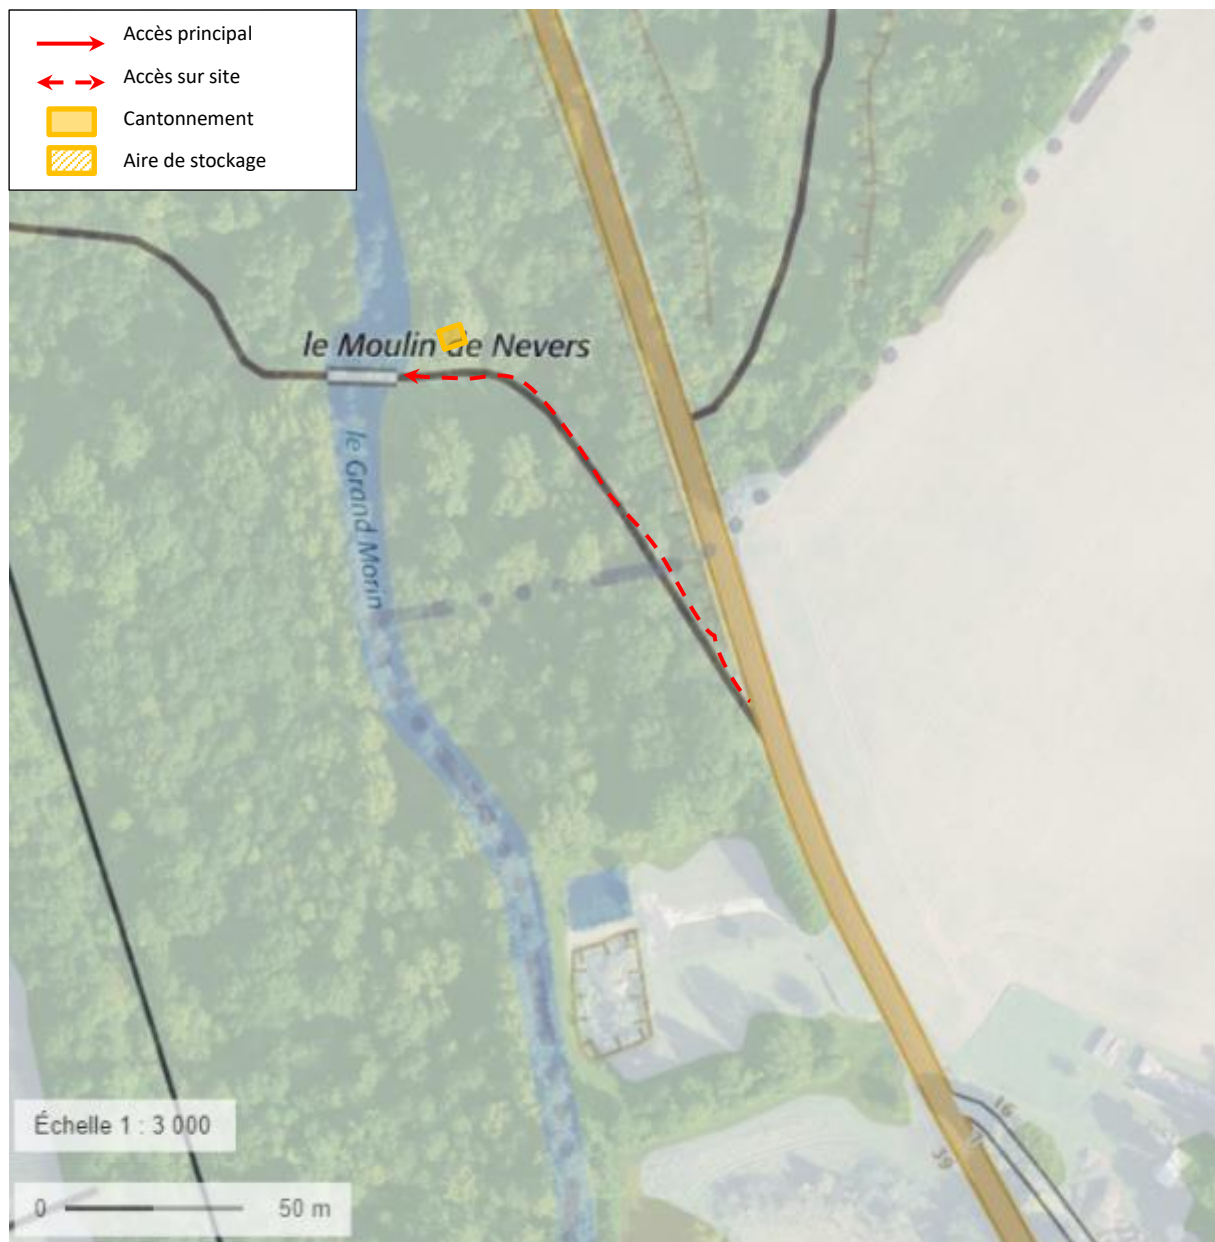 Accès principal
Accès sur site
Cantonnement
Aire de stockage
le Moulin de Nevers
le Grand Morin
16
7
39
Échelle 1 : 3 000
0 50 m